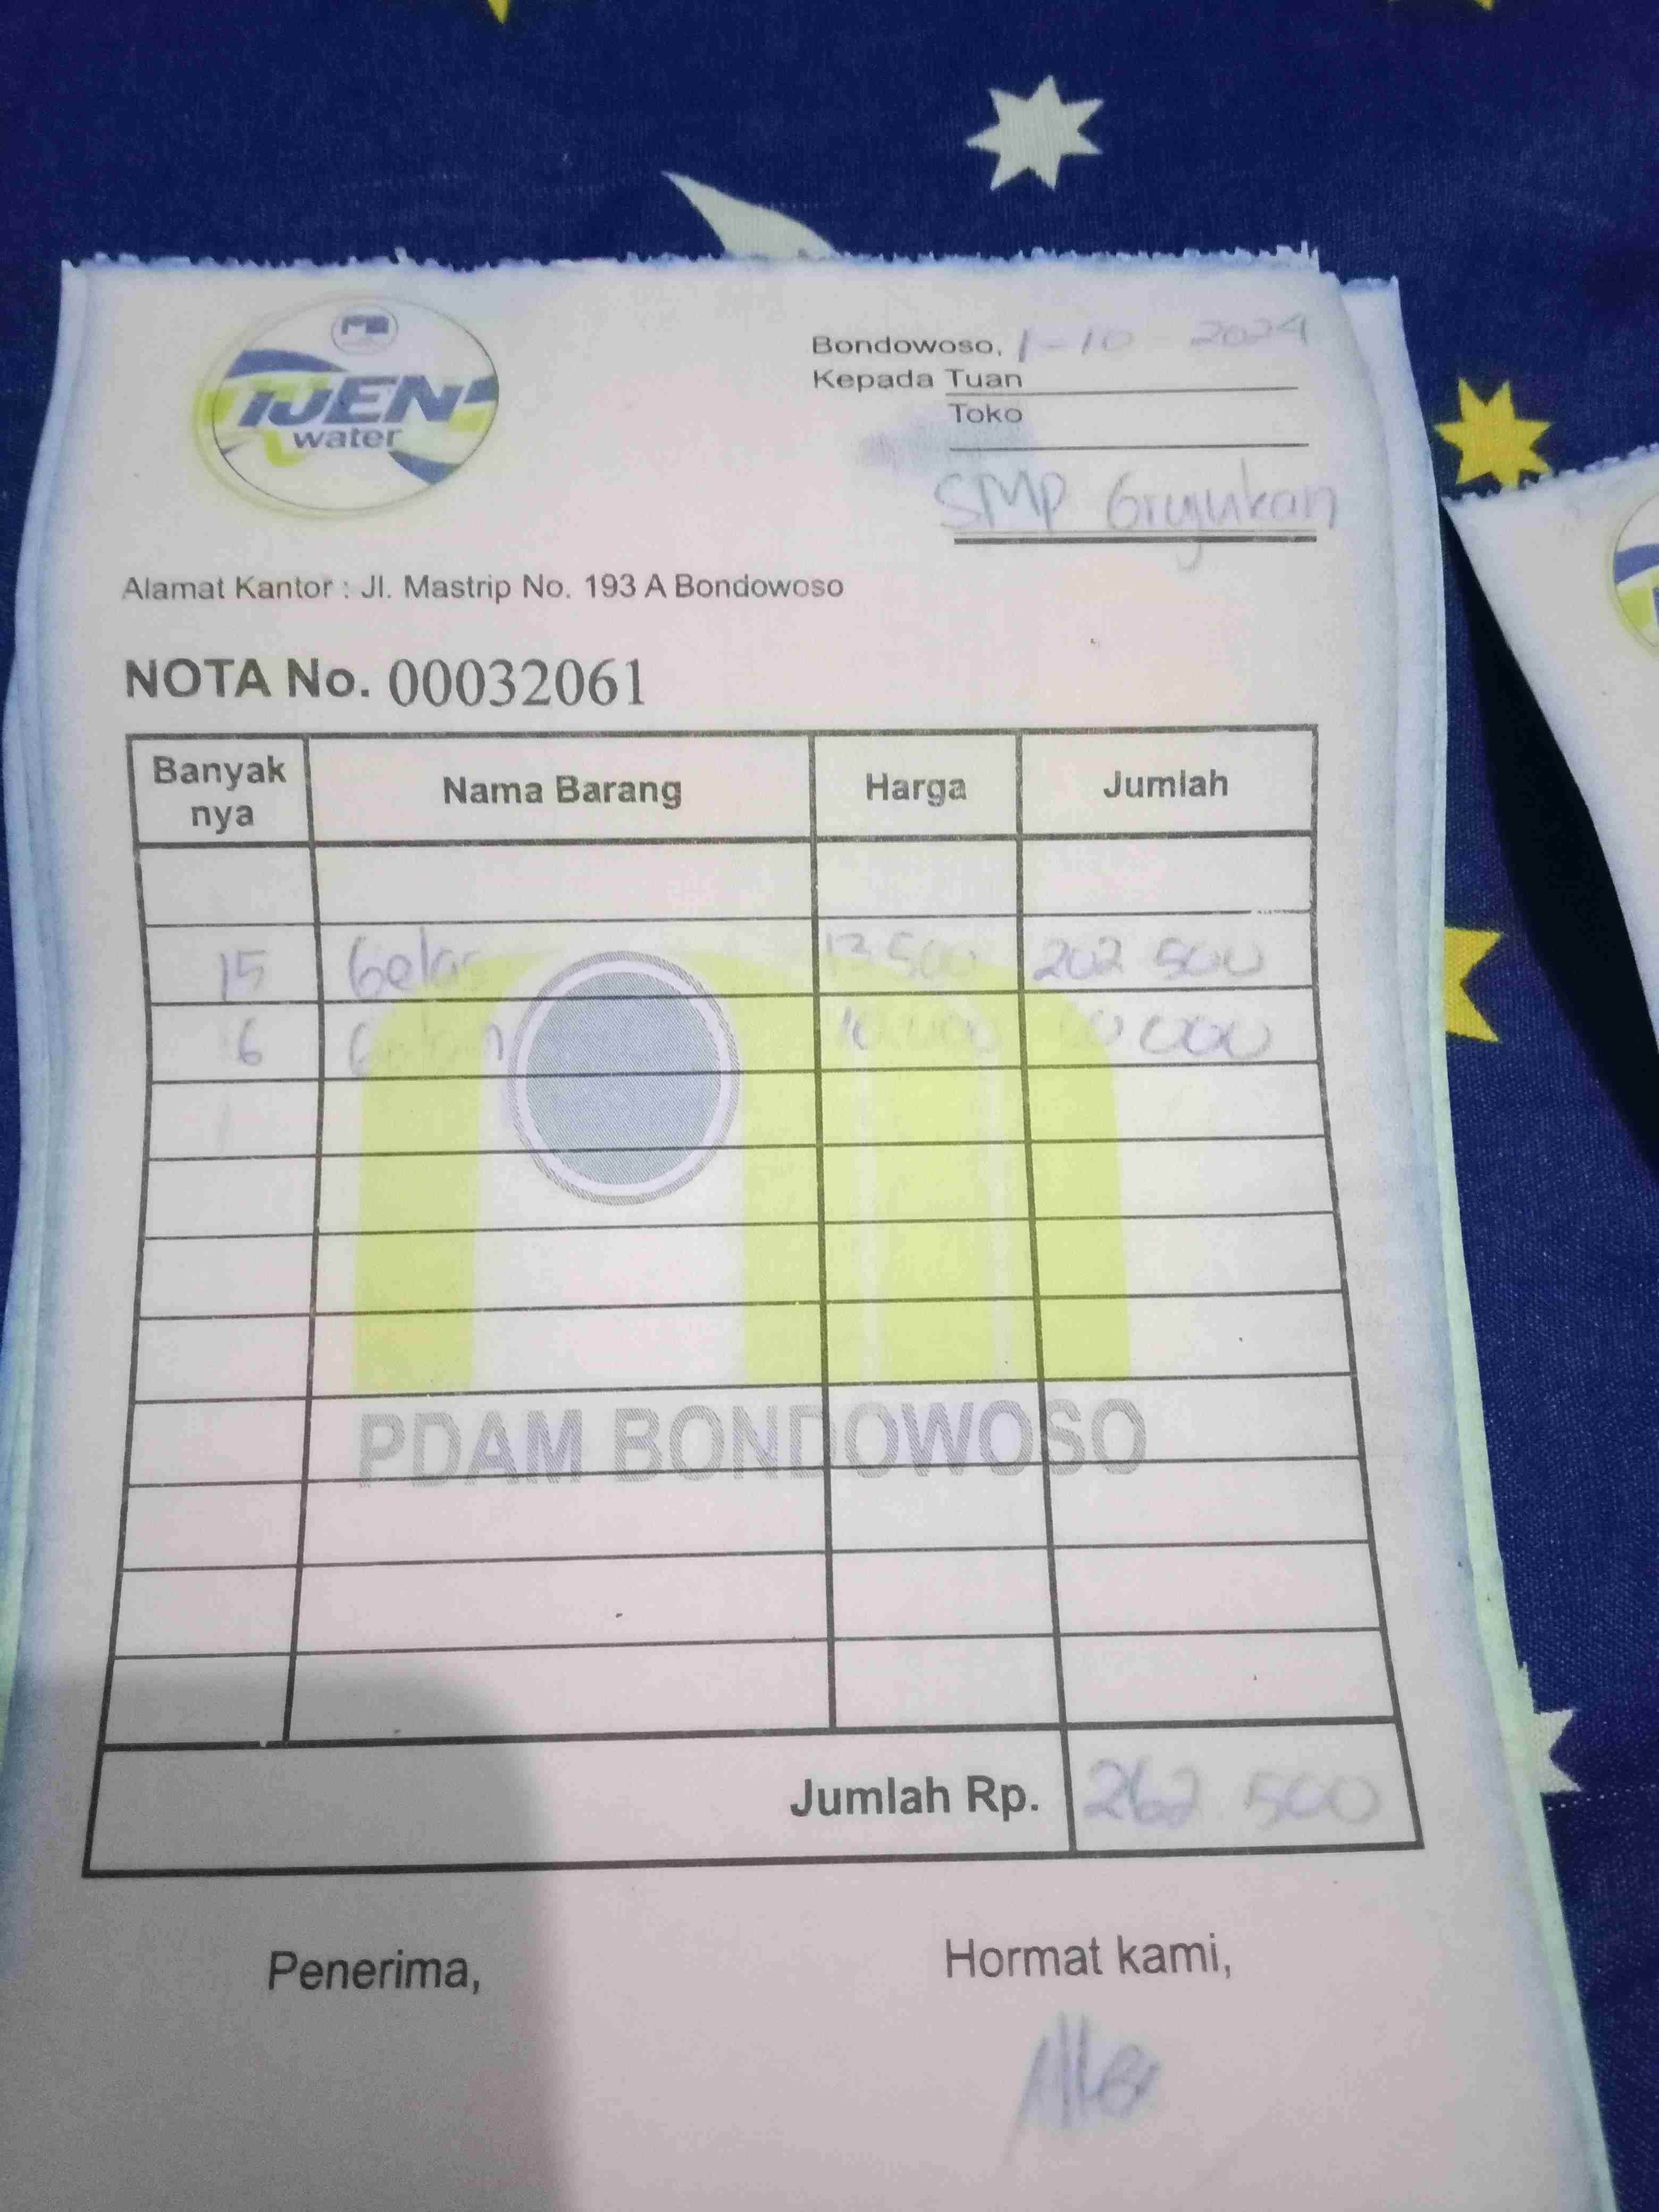 IJEN
water
Bondowoso, 1-10 2024
Kepada Tuan
Toko
SMP Grujukan
Alamat Kantor : Jl. Mastrip No. 193 A Bondowoso
NOTA No. 00032061
Banyak nya Nama Barang Harga Jumlah
15 Gelas 13 500 202 500
6 10.000 60 000
PDAM BONDOWOSO
Jumlah Rp. 262 500
Penerima, Hormat kami,